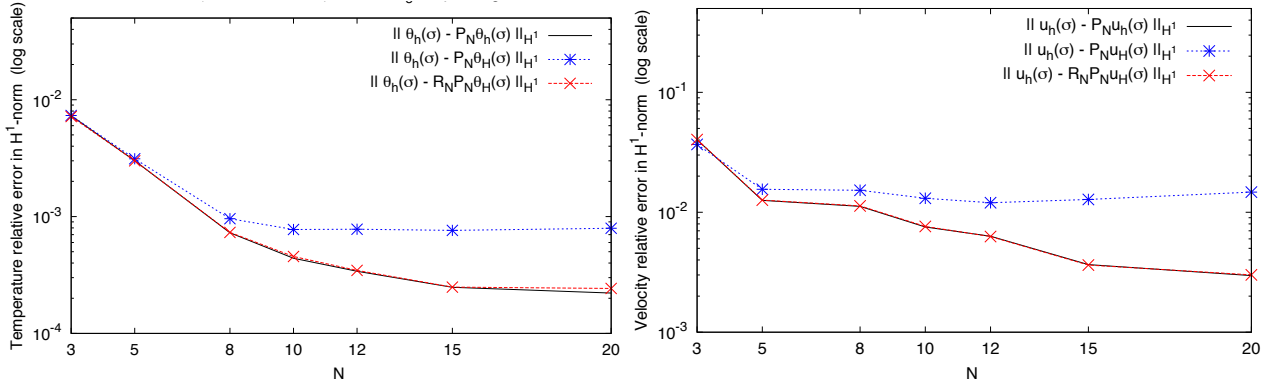 || θh(σ) - PNθh(σ) ||H¹
|| θh(σ) - PNθH(σ) ||H¹
|| θh(σ) - RNPNθH(σ) ||H¹
Temperature relative error in H¹-norm (log scale)
10⁻²
10⁻³
10⁻⁴
3 5 8 10 12 15 20
N
|| uh(σ) - PNuh(σ) ||H¹
|| uh(σ) - PNuH(σ) ||H¹
|| uh(σ) - RNPNuH(σ) ||H¹
Velocity relative error in H¹-norm (log scale)
10⁻¹
10⁻²
10⁻³
3 5 8 10 12 15 20
N